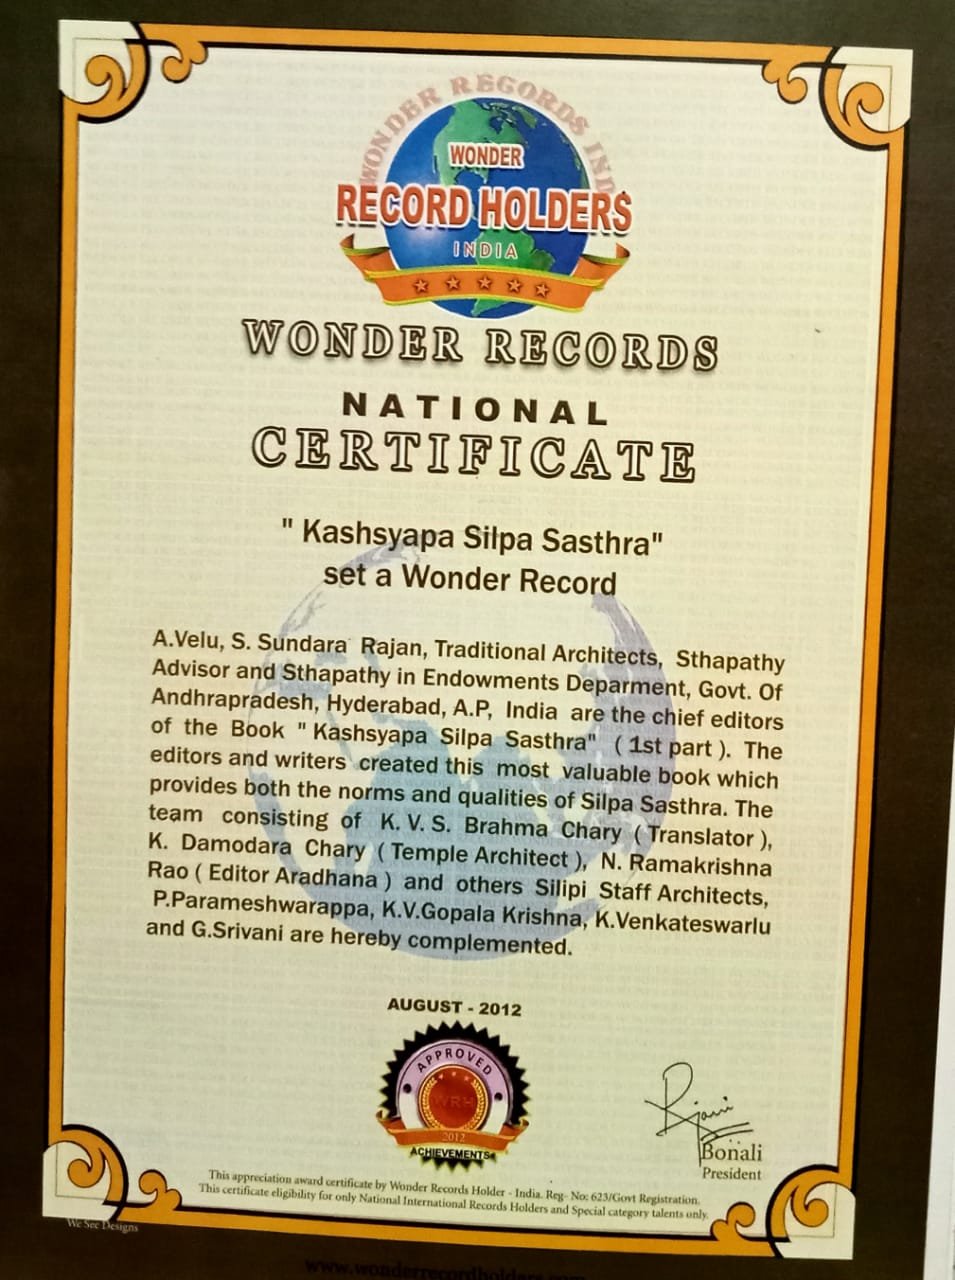 WONDER RECORDS IND
WONDER
RECORD HOLDERS
INDIA
WONDER RECORDS
NATIONAL
CERTIFICATE
" Kashsyapa Silpa Sasthra"
set a Wonder Record
A.Velu, S. Sundara Rajan, Traditional Architects, Sthapathy
Advisor and Sthapathy in Endowments Deparment, Govt. Of
Andhrapradesh, Hyderabad, A.P, India are the chief editors
of the Book " Kashsyapa Silpa Sasthra" ( 1st part ). The
editors and writers created this most valuable book which
provides both the norms and qualities of Silpa Sasthra. The
team consisting of K. V. S. Brahma Chary ( Translator ),
K. Damodara Chary ( Temple Architect ), N. Ramakrishna
Rao ( Editor Aradhana ) and others Silipi Staff Architects,
P.Parameshwarappa, K.V.Gopala Krishna, K.Venkateswarlu
and G.Srivani are hereby complemented.
AUGUST - 2012
APPROVED
WRH
2012
ACHIEVEMENTS
Bonali
President
This appreciation award certificate by Wonder Records Holder - India. Reg- No: 623/Govt Registration.
This certificate eligibility for only National International Records Holders and Special category talents only.
We See Designs
www.wonderrecordholders.com